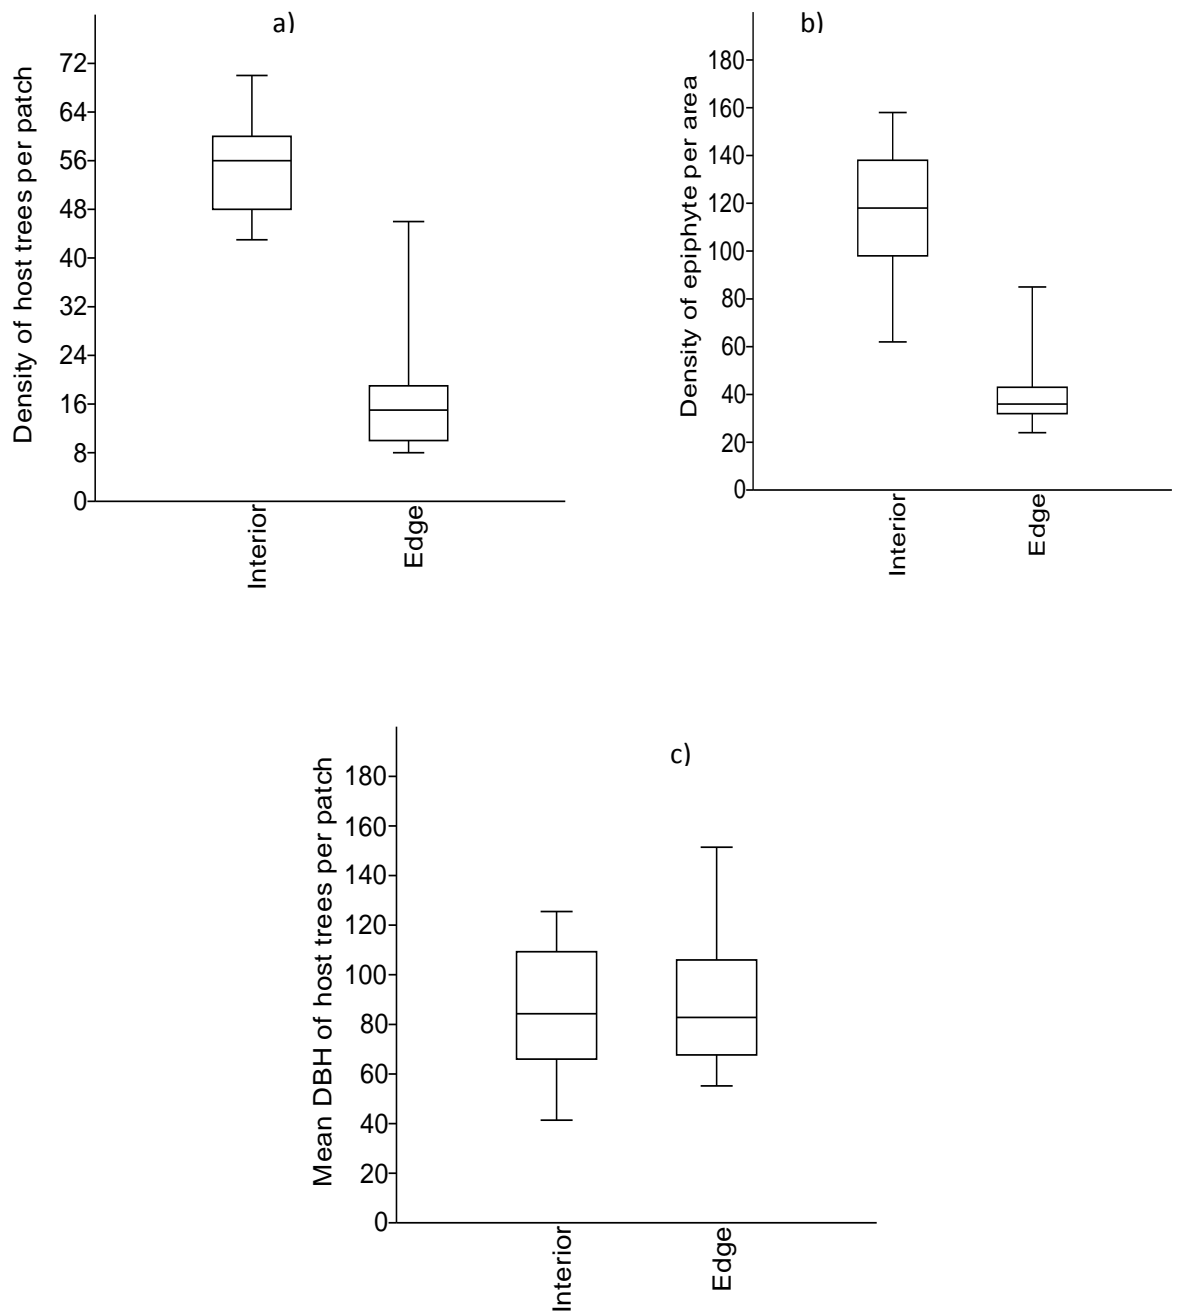 a)
Density of host trees per patch
72
64
56
48
40
32
24
16
8
0
Interior
Edge
b)
Density of epiphyte per area
180
160
140
120
100
80
60
40
20
0
Interior
Edge
c)
Mean DBH of host trees per patch
180
160
140
120
100
80
60
40
20
0
Interior
Edge